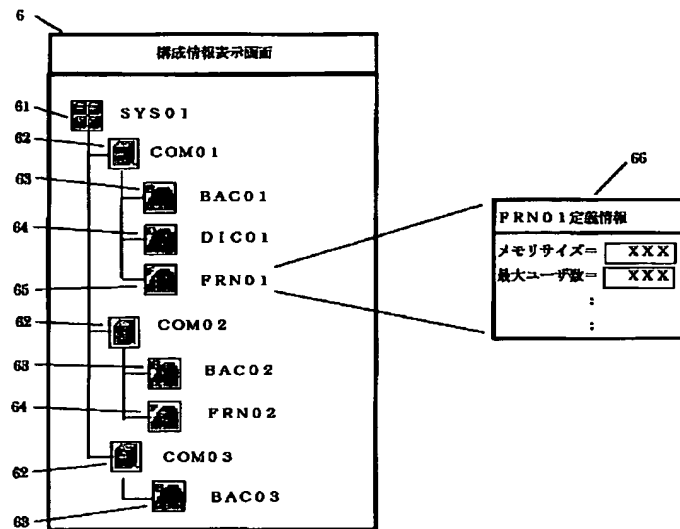 6
構成情報表示画面
61
SYS01
62
COM01
63
BAC01
64
DIC01
65
FRN01
62
COM02
63
BAC02
64
FRN02
62
COM03
63
BAC03
66
FRN01定義情報
メモリサイズ= XXX
最大ユーザ数= XXX
:
: